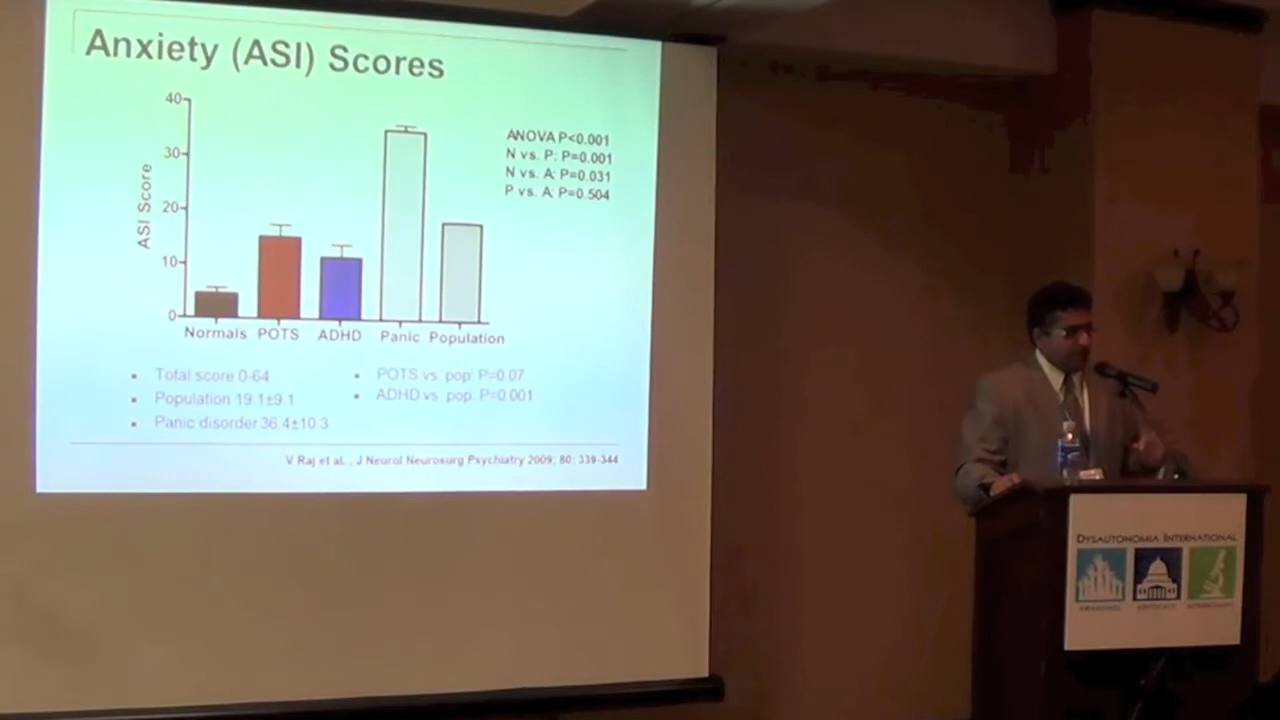 Anxiety (ASI) Scores
40
30
20
10
0
ASI Score
Normals POTS ADHD Panic Population
ANOVA P<0.001
N vs. P: P=0.001
N vs. A: P=0.031
P vs. A: P=0.504
▪ Total score 0-64
▪ Population 19.1±9.1
▪ Panic disorder 36.4±10.3
▪ POTS vs. pop: P=0.07
▪ ADHD vs. pop: P=0.001
V Raj et al., J Neurol Neurosurg Psychiatry 2009; 80: 339-344
DYSAUTONOMIA INTERNATIONAL
AWARENESS ADVOCACY